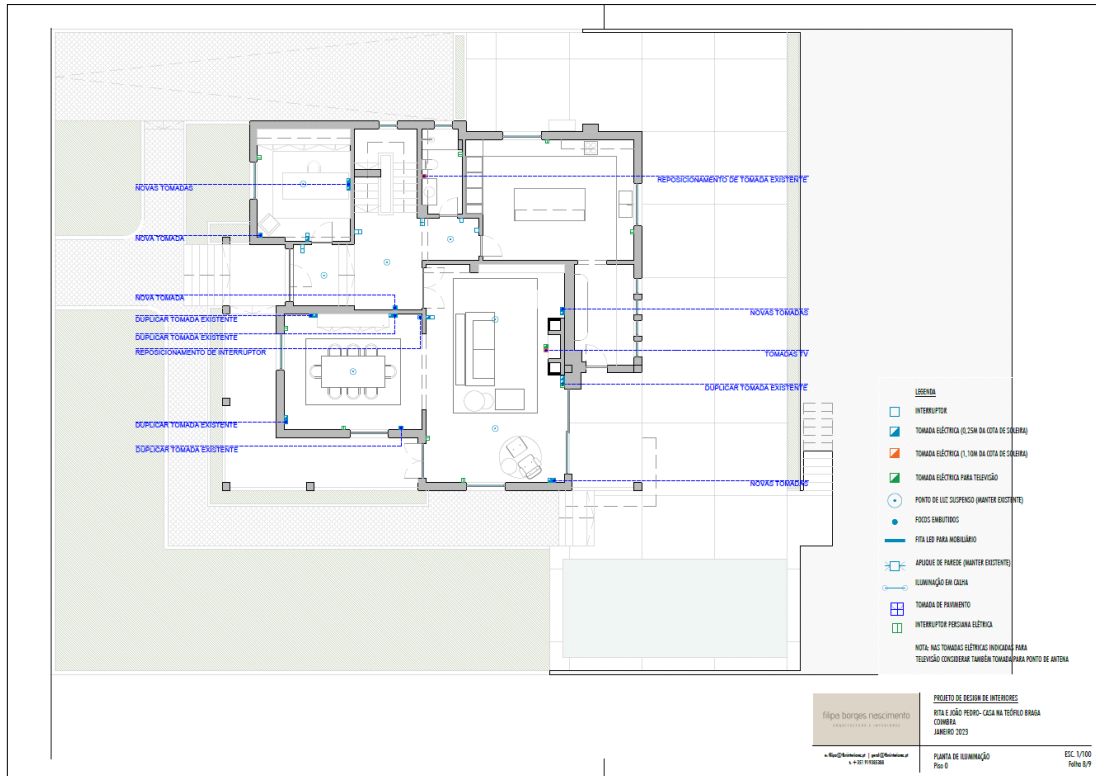 NOVAS TOMADAS
NOVA TOMADA
NOVA TOMADA
DUPLICAR TOMADA EXISTENTE
DUPLICAR TOMADA EXISTENTE
REPOSICIONAMENTO DE INTERRUPTOR
DUPLICAR TOMADA EXISTENTE
DUPLICAR TOMADA EXISTENTE
REPOSICIONAMENTO DE TOMADA EXISTENTE
NOVAS TOMADAS
TOMADAS TV
DUPLICAR TOMADA EXISTENTE
NOVAS TOMADAS
LEGENDA
INTERRUPTOR
TOMADA ELÉCTRICA (0,25M DA COTA DE SOLEIRA)
TOMADA ELÉCTRICA (1,10M DA COTA DE SOLEIRA)
TOMADA ELÉCTRICA PARA TELEVISÃO
PONTO DE LUZ SUSPENSO (MANTER EXISTENTE)
FOCOS EMBUTIDOS
FITA LED PARA MOBILIÁRIO
APLIQUE DE PAREDE (MANTER EXISTENTE)
ILUMINAÇÃO EM CALHA
TOMADA DE PAVIMENTO
INTERRUPTOR PERSIANA ELÉTRICA
NOTA: NAS TOMADAS ELÉTRICAS INDICADAS PARA
TELEVISÃO CONSIDERAR TAMBÉM TOMADA PARA PONTO DE ANTENA
filipa borges nascimento
ARQUITECTURA E INTERIORES
PROJETO DE DESIGN DE INTERIORES
RITA E JOÃO PEDRO- CASA NA TEÓFILO BRAGA
COIMBRA
JANEIRO 2023
PLANTA DE ILUMINAÇÃO
Piso 0
ESC. 1/100
Folha 8/9